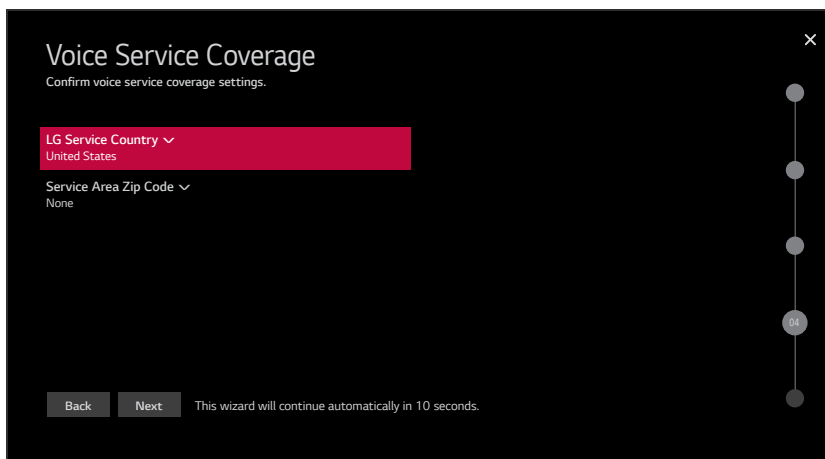 Voice Service Coverage
Confirm voice service coverage settings.
LG Service Country
United States
Service Area Zip Code
None
04
Back
Next
This wizard will continue automatically in 10 seconds.